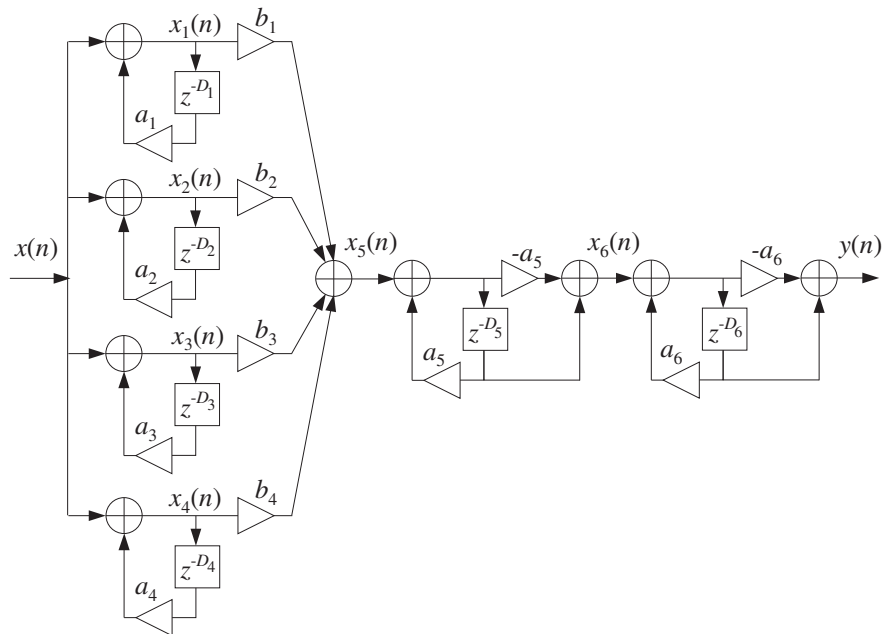 x₁(n) b₁
z⁻ᴰ¹
a₁
x₂(n) b₂
x(n)
z⁻ᴰ²
a₂
x₅(n) -a₅ x₆(n) -a₆ y(n)
z⁻ᴰ⁵ z⁻ᴰ⁶
a₅ a₆
x₃(n) b₃
z⁻ᴰ³
a₃
x₄(n) b₄
z⁻ᴰ⁴
a₄